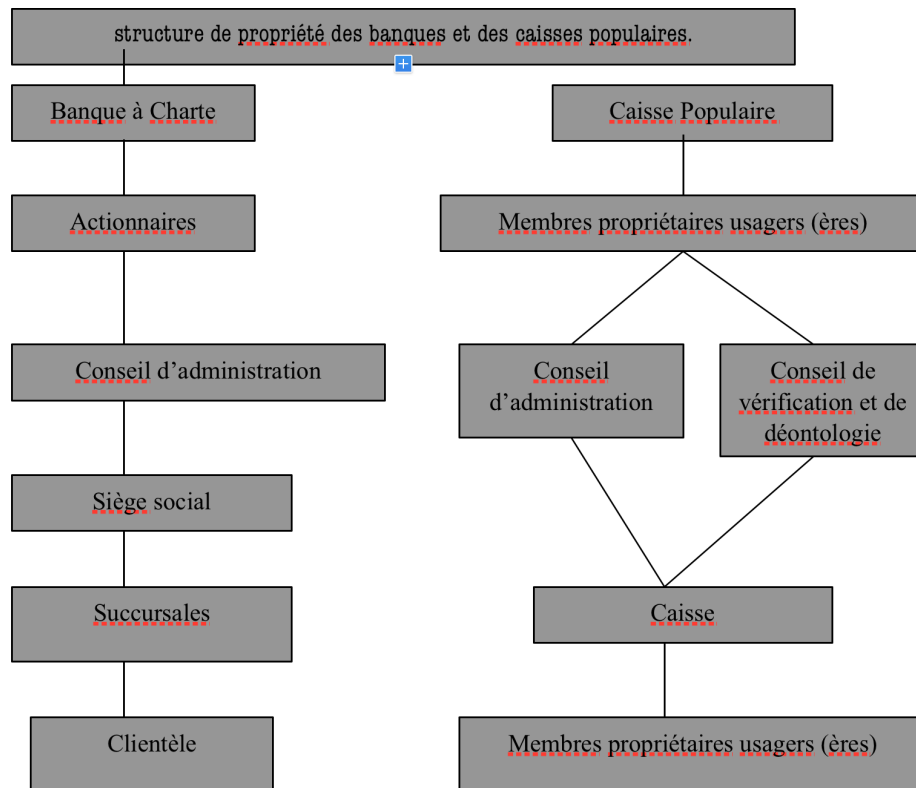 structure de propriété des banques et des caisses populaires.
Banque à Charte
Caisse Populaire
Actionnaires
Membres propriétaires usagers (ères)
Conseil d'administration
Conseil
d'administration
Conseil de
vérification et de
déontologie
Siège social
Succursales
Caisse
Clientèle
Membres propriétaires usagers (ères)